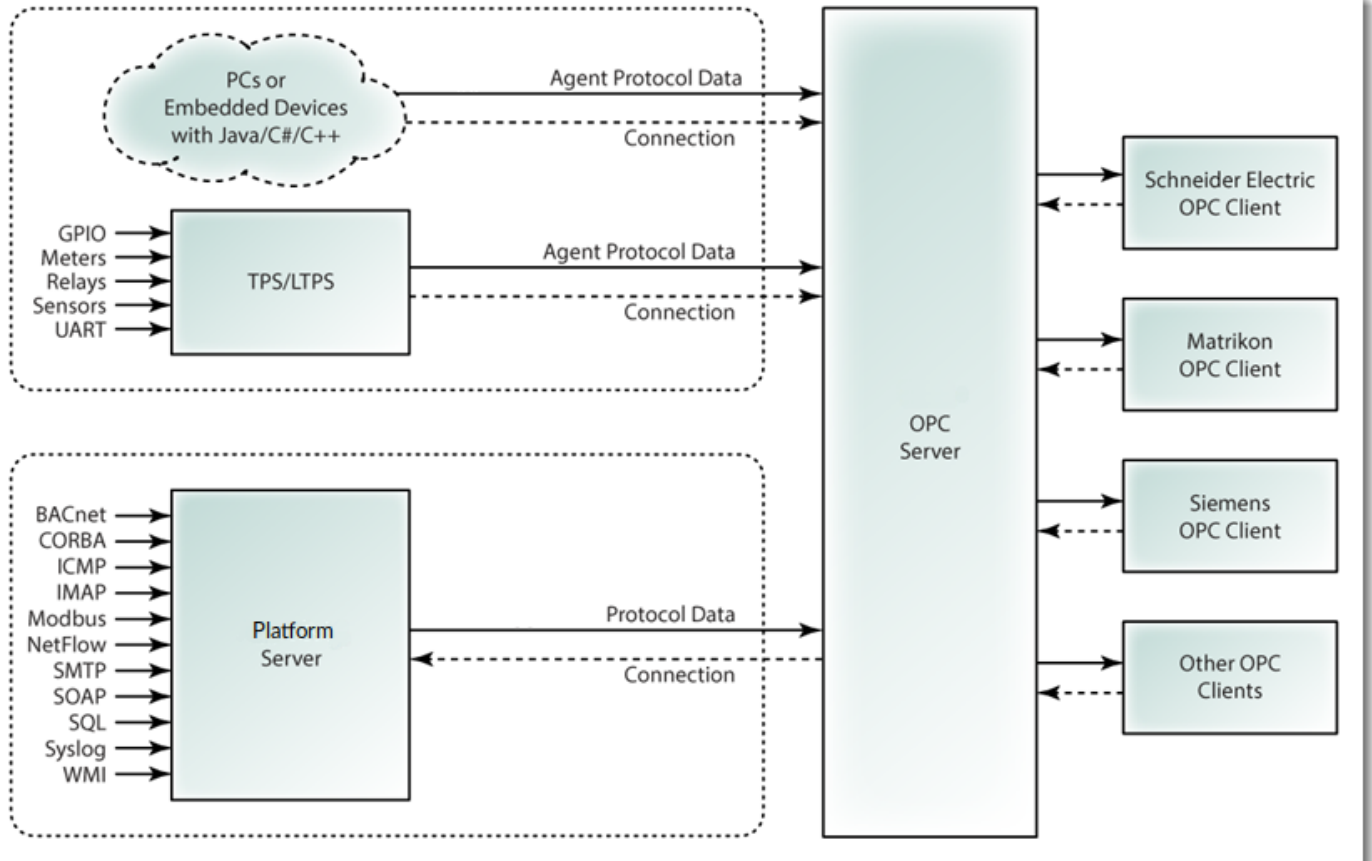 PCs or
Embedded Devices
with Java/C#/C++
Agent Protocol Data
Connection
GPIO
Meters
Relays
Sensors
UART
TPS/LTPS
Agent Protocol Data
Connection
BACnet
CORBA
ICMP
IMAP
Modbus
NetFlow
SMTP
SOAP
SQL
Syslog
WMI
Platform
Server
Protocol Data
Connection
OPC
Server
Schneider Electric
OPC Client
Matrikon
OPC Client
Siemens
OPC Client
Other OPC
Clients